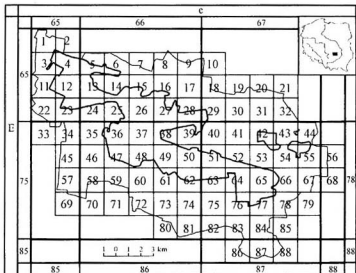 c
65 66 67
1 2
65 3 4 5 6 7 8 9 10
11 12 13 14 15 16 17 18 19 20 21
22 23 24 25 26 27 28 29 30 31 32
E 33 34 35 36 37 38 39 40 41 42 43 44
45 46 47 48 49 50 51 52 53 54 55 56
75 57 58 59 60 61 62 63 64 65 66 67 68 78
69 70 71 72 73 74 75 76 77 78 79
80 81 82 83 84 85
1 0 1 2 3 km
85 86 87 88 88
85 86 87 88